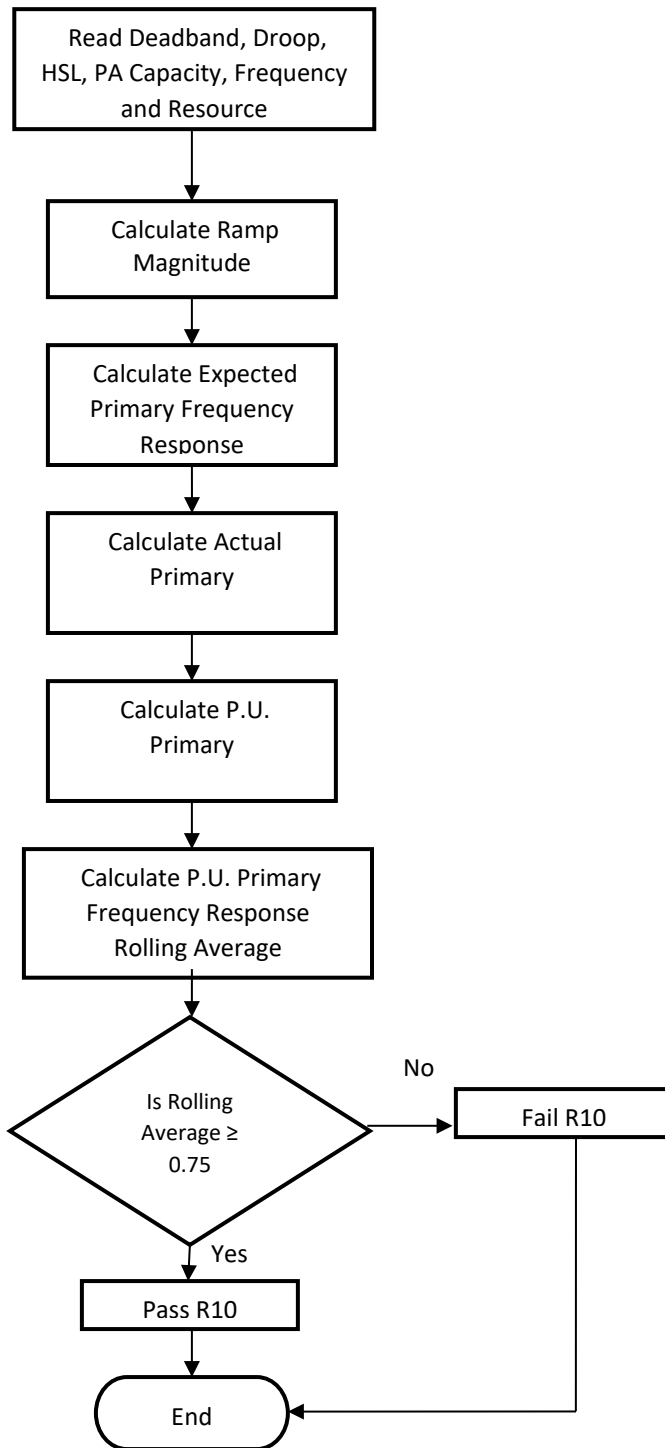 Read Deadband, Droop,
HSL, PA Capacity, Frequency
and Resource
Calculate Ramp
Magnitude
Calculate Expected
Primary Frequency
Response
Calculate Actual
Primary
Calculate P.U.
Primary
Calculate P.U. Primary
Frequency Response
Rolling Average
Is Rolling
Average ≥
0.75
No
Fail R10
Yes
Pass R10
End